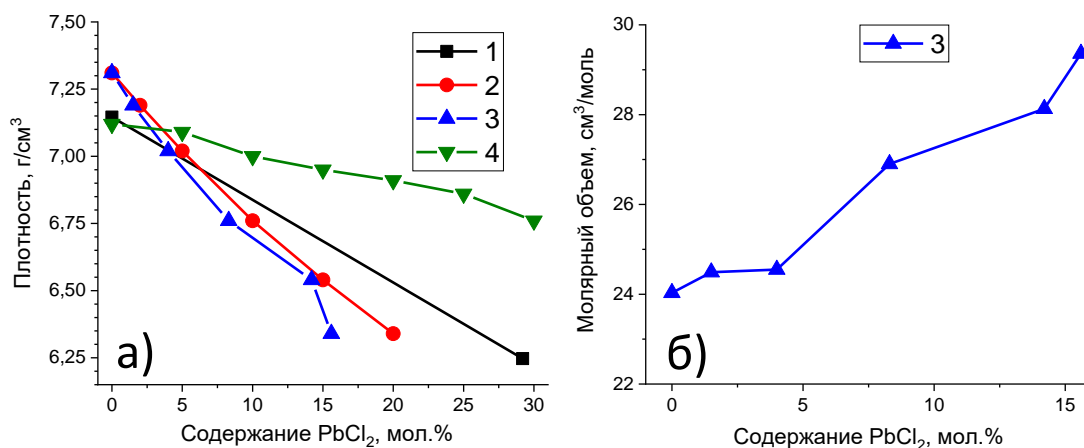 7,50
7,25
7,00
6,75
6,50
6,25
Плотность, г/см³
0 5 10 15 20 25 30
Содержание PbCl₂, мол.%
1
2
3
4
а)
30
28
26
24
22
Молярный объем, см³/моль
0 5 10 15
Содержание PbCl₂, мол.%
3
б)